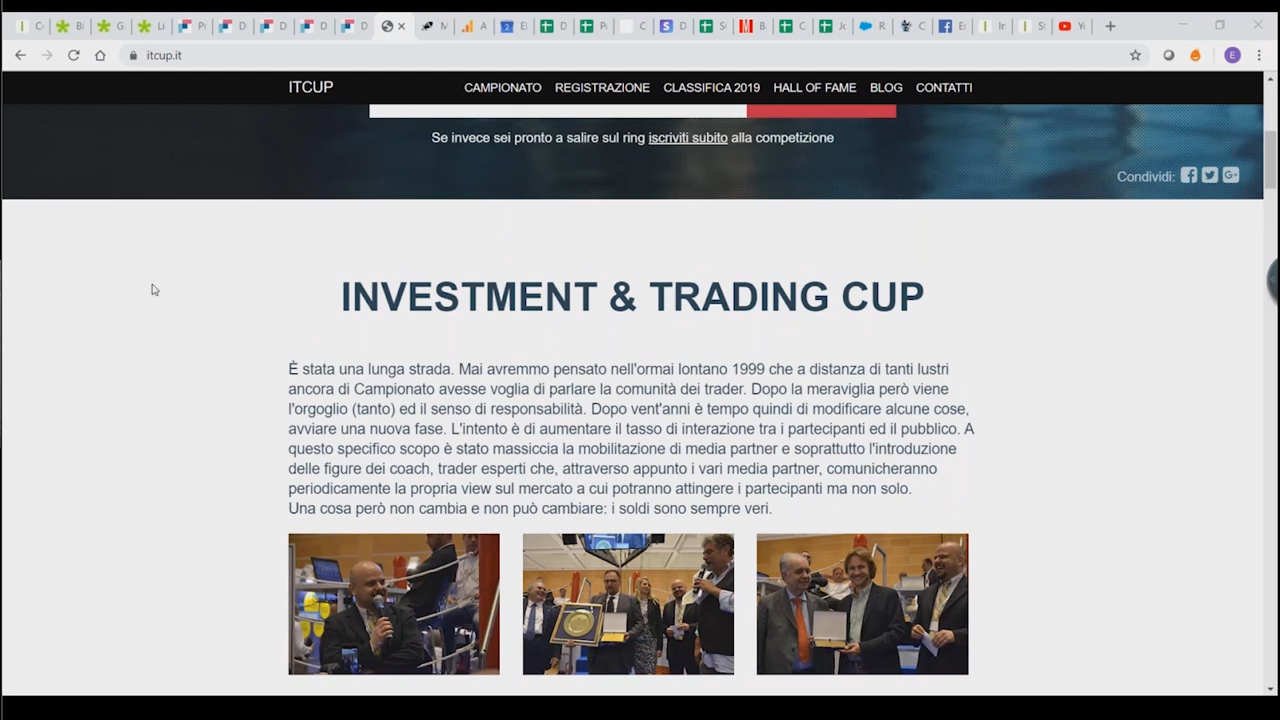 itcup.it
E
ITCUP
CAMPIONATO
REGISTRAZIONE
CLASSIFICA 2019
HALL OF FAME
BLOG
CONTATTI
Se invece sei pronto a salire sul ring iscriviti subito alla competizione
Condividi:
INVESTMENT & TRADING CUP
È stata una lunga strada. Mai avremmo pensato nell'ormai lontano 1999 che a distanza di tanti lustri
ancora di Campionato avesse voglia di parlare la comunità dei trader. Dopo la meraviglia però viene
l'orgoglio (tanto) ed il senso di responsabilità. Dopo vent'anni è tempo quindi di modificare alcune cose,
avviare una nuova fase. L'intento è di aumentare il tasso di interazione tra i partecipanti ed il pubblico. A
questo specifico scopo è stato massiccia la mobilitazione di media partner e soprattutto l'introduzione
delle figure dei coach, trader esperti che, attraverso appunto i vari media partner, comunicheranno
periodicamente la propria view sul mercato a cui potranno attingere i partecipanti ma non solo.
Una cosa però non cambia e non può cambiare: i soldi sono sempre veri.